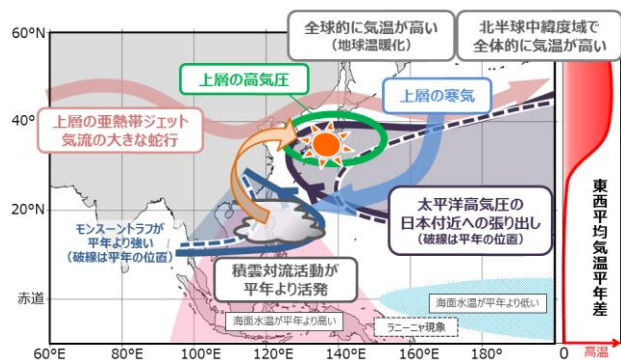 60°N
全球的に気温が高い
（地球温暖化）
北半球中緯度域で
全体的に気温が高い
上層の高気圧
上層の寒気
上層の亜熱帯ジェット
気流の大きな蛇行
40°N
太平洋高気圧の
日本付近への張り出し
（破線は平年の位置）
20°N
モンスーントラフが
平年より強い
（破線は平年の位置）
積雲対流活動が
平年より活発
赤道
海面水温が平年より高い
海面水温が平年より低い
ラニーニャ現象
60°E
80°E
100°E
120°E
140°E
160°E
180°
東西平均気温平年差
高温